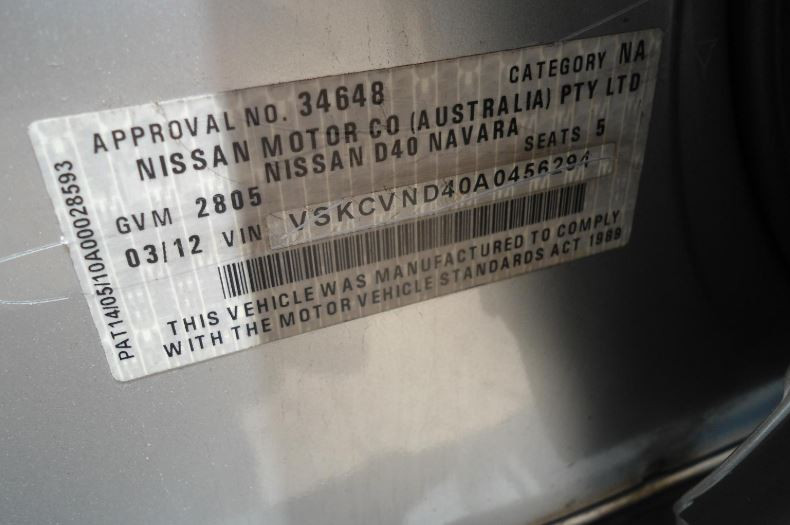 APPROVAL NO. 34648 CATEGORY NA
NISSAN MOTOR CO (AUSTRALIA) PTY LTD
NISSAN D40 NAVARA
GVM 2805 SEATS 5
03/12 VIN VSKCVND40A0456294
THIS VEHICLE WAS MANUFACTURED TO COMPLY
WITH THE MOTOR VEHICLE STANDARDS ACT 1989
PAT14/05/10A00028593